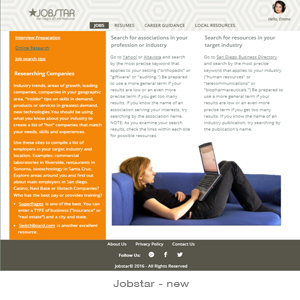 JOBSTAR
Hello, Emma
JOBS
RESUMES
CAREER GUIDANCE
LOCAL RESOURCES
Interview Preparation
Online Research
Job search tips
Researching Companies
Industry trends, areas of growth, leading
companies, companies in your geographic
area, "insider" tips on skills in demand,
products or services in greatest demand,
new technologies. You should be using
what you know about your industry to
create a list of "hot" companies that match
your needs, skills and experiences.
Use these sites to compile a list of
employers in your target industry and
location. Examples: commercial
laboratories in Riverside, restaurants in
Sonoma, biotechnology in Santa Cruz.
Explore areas around you and find out
about main employers in San Diego.
Casino, New Base or Biotech Companies?
Who has the best pay or provides training?
SuperPages is one of the best. You can
enter a TYPE of business ("insurance" or
"real estate") and a city and state.
Switchboard.com is another excellent
resource.
Search for associations in your
profession or industry
Go to Yahoo! or Altavista and search
by the most precise keyword that
applies to your calling ("orthopedic" or
"giftware" or "auditing.") Be prepared
to use a more general term if your
results are low or an even more precise
term if you get too many
results. If you know the name of an
association serving your interests, try
searching by the association name.
NOTE: As you examine your search
results, check the links within each site
for possible resources.
Search for resources in your
target industry
Go to San Diego Business Directory
and search by the most precise
keyword that applies to your industry.
("human resources" or
"telecommunications" or
"biopharmaceuticals.") Be prepared to
use a more general term if your
results are low or an even more
precise term if you get too many
results. If you know the name of an
industry publication, try searching by
the publication's name.
About Us
Privacy Policy
Contact Us
Follow Us:
Jobstar© 2016 - All Rights Reserved
Jobstar - new